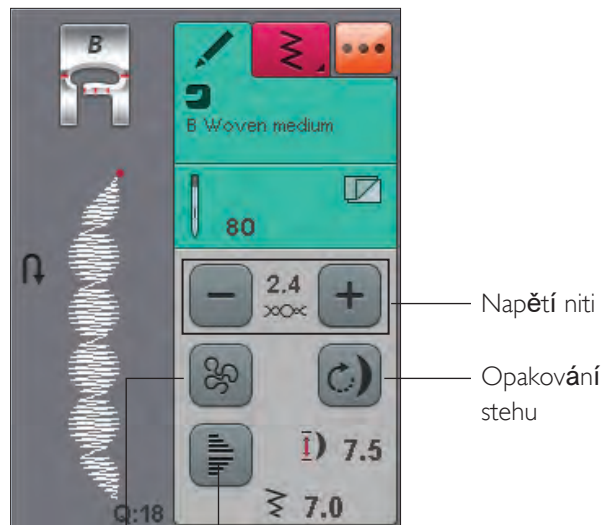 B
B Woven medium
80
2.4
Napětí niti
Opakování
stehu
7.5
Q:18
7.0